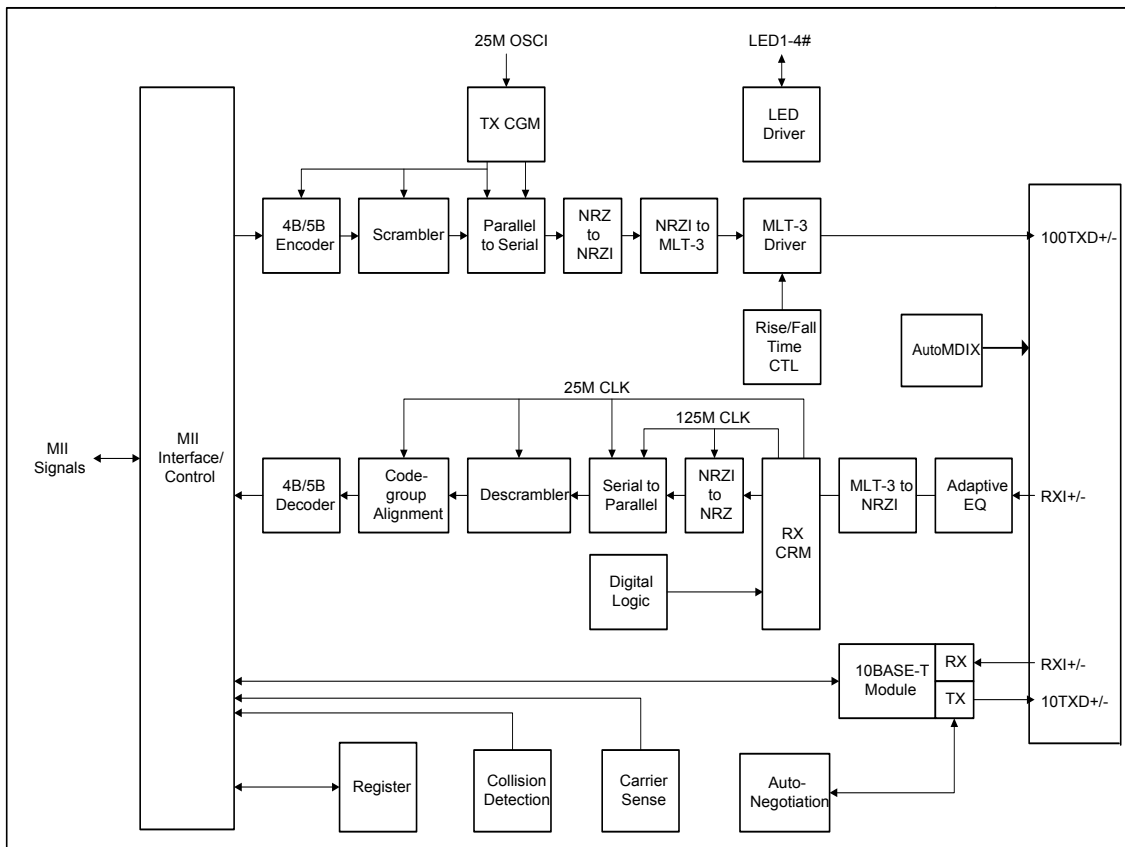 25M OSCI
LED1-4#
TX CGM
LED
Driver
4B/5B
Encoder
Scrambler
Parallel
to Serial
NRZ
to
NRZI
NRZI to
MLT-3
MLT-3
Driver
100TXD+/-
Rise/Fall
Time
CTL
AutoMDIX
25M CLK
125M CLK
MII
Signals
MII
Interface/
Control
4B/5B
Decoder
Code-
group
Alignment
Descrambler
Serial to
Parallel
NRZI
to
NRZ
RX
CRM
MLT-3 to
NRZI
Adaptive
EQ
RXI+/-
Digital
Logic
10BASE-T
Module
RX
TX
RXI+/-
10TXD+/-
Register
Collision
Detection
Carrier
Sense
Auto-
Negotiation